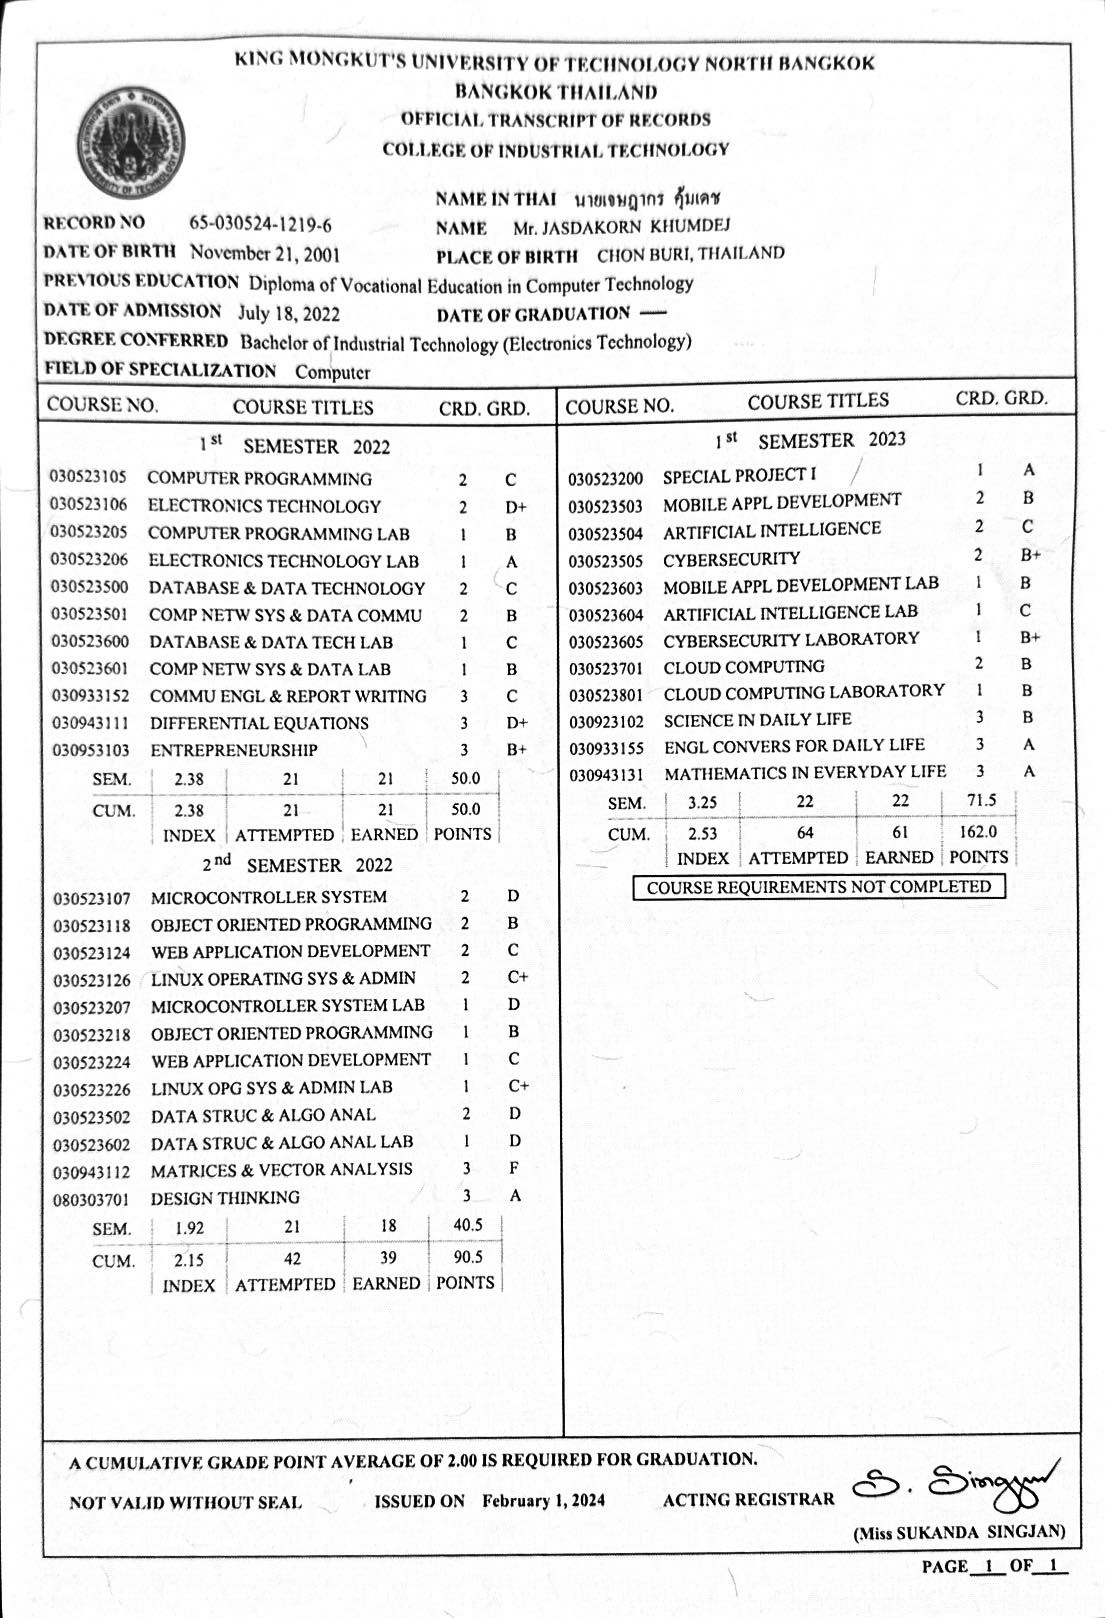 KING MONGKUT'S UNIVERSITY OF TECHNOLOGY NORTH BANGKOK
BANGKOK THAILAND
OFFICIAL TRANSCRIPT OF RECORDS
COLLEGE OF INDUSTRIAL TECHNOLOGY
NAME IN THAI นายเจษฎากร คุ้มเดช
RECORD NO 65-030524-1219-6 NAME Mr. JASDAKORN KHUMDEJ
DATE OF BIRTH November 21, 2001 PLACE OF BIRTH CHON BURI, THAILAND
PREVIOUS EDUCATION Diploma of Vocational Education in Computer Technology
DATE OF ADMISSION July 18, 2022 DATE OF GRADUATION —
DEGREE CONFERRED Bachelor of Industrial Technology (Electronics Technology)
FIELD OF SPECIALIZATION Computer
COURSE NO. COURSE TITLES CRD. GRD.
1st SEMESTER 2022
030523105 COMPUTER PROGRAMMING 2 C
030523106 ELECTRONICS TECHNOLOGY 2 D+
030523205 COMPUTER PROGRAMMING LAB 1 B
030523206 ELECTRONICS TECHNOLOGY LAB 1 A
030523500 DATABASE & DATA TECHNOLOGY 2 C
030523501 COMP NETW SYS & DATA COMMU 2 B
030523600 DATABASE & DATA TECH LAB 1 C
030523601 COMP NETW SYS & DATA LAB 1 B
030933152 COMMU ENGL & REPORT WRITING 3 C
030943111 DIFFERENTIAL EQUATIONS 3 D+
030953103 ENTREPRENEURSHIP 3 B+
SEM. 2.38 21 21 50.0
CUM. 2.38 21 21 50.0
INDEX ATTEMPTED EARNED POINTS
2nd SEMESTER 2022
030523107 MICROCONTROLLER SYSTEM 2 D
030523118 OBJECT ORIENTED PROGRAMMING 2 B
030523124 WEB APPLICATION DEVELOPMENT 2 C
030523126 LINUX OPERATING SYS & ADMIN 2 C+
030523207 MICROCONTROLLER SYSTEM LAB 1 D
030523218 OBJECT ORIENTED PROGRAMMING 1 B
030523224 WEB APPLICATION DEVELOPMENT 1 C
030523226 LINUX OPG SYS & ADMIN LAB 1 C+
030523502 DATA STRUC & ALGO ANAL 2 D
030523602 DATA STRUC & ALGO ANAL LAB 1 D
030943112 MATRICES & VECTOR ANALYSIS 3 F
080303701 DESIGN THINKING 3 A
SEM. 1.92 21 18 40.5
CUM. 2.15 42 39 90.5
INDEX ATTEMPTED EARNED POINTS
COURSE NO. COURSE TITLES CRD. GRD.
1st SEMESTER 2023
030523200 SPECIAL PROJECT I 1 A
030523503 MOBILE APPL DEVELOPMENT 2 B
030523504 ARTIFICIAL INTELLIGENCE 2 C
030523505 CYBERSECURITY 2 B+
030523603 MOBILE APPL DEVELOPMENT LAB 1 B
030523604 ARTIFICIAL INTELLIGENCE LAB 1 C
030523605 CYBERSECURITY LABORATORY 1 B+
030523701 CLOUD COMPUTING 2 B
030523801 CLOUD COMPUTING LABORATORY 1 B
030923102 SCIENCE IN DAILY LIFE 3 B
030933155 ENGL CONVERS FOR DAILY LIFE 3 A
030943131 MATHEMATICS IN EVERYDAY LIFE 3 A
SEM. 3.25 22 22 71.5
CUM. 2.53 64 61 162.0
INDEX ATTEMPTED EARNED POINTS
COURSE REQUIREMENTS NOT COMPLETED
A CUMULATIVE GRADE POINT AVERAGE OF 2.00 IS REQUIRED FOR GRADUATION.
NOT VALID WITHOUT SEAL ISSUED ON February 1, 2024 ACTING REGISTRAR
(Miss SUKANDA SINGJAN)
PAGE 1 OF 1